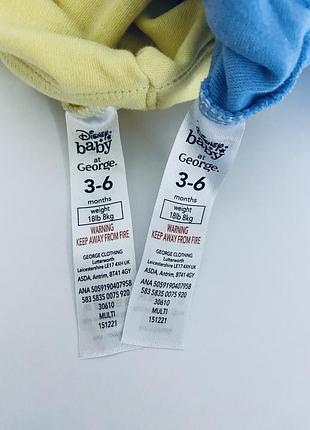 Disney
baby
at
George.
3-6
months
weight
18lb 8kg
WARNING
KEEP AWAY FROM FIRE
GEORGE CLOTHING
Lutterworth
Leicestershire LE17 4XH UK
ASDA, Antrim, BT41 4GY
ANA 5059190407958
583 5835 0075 920
30610
MULTI
151221
Disney
baby
at
George.
3-6
months
weight
18lb 8kg
WARNING
KEEP AWAY FROM FIRE
GEORGE CLOTHING
Lutterworth
Leicestershire LE17 4XH UK
ASDA, Antrim, BT41 4GY
ANA 5059190407958
583 5835 0075 920
30610
MULTI
151221